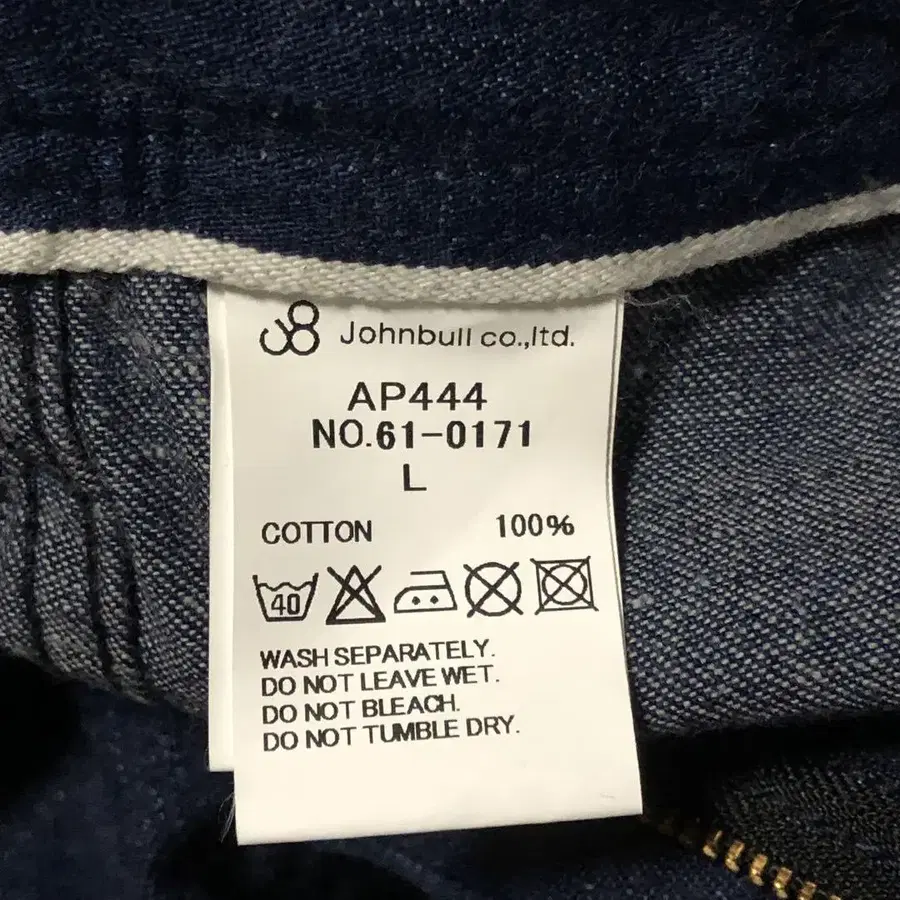 Johnbull co.,ltd.
AP444
NO.61-0171
L
COTTON 100%
40
WASH SEPARATELY.
DO NOT LEAVE WET.
DO NOT BLEACH.
DO NOT TUMBLE DRY.